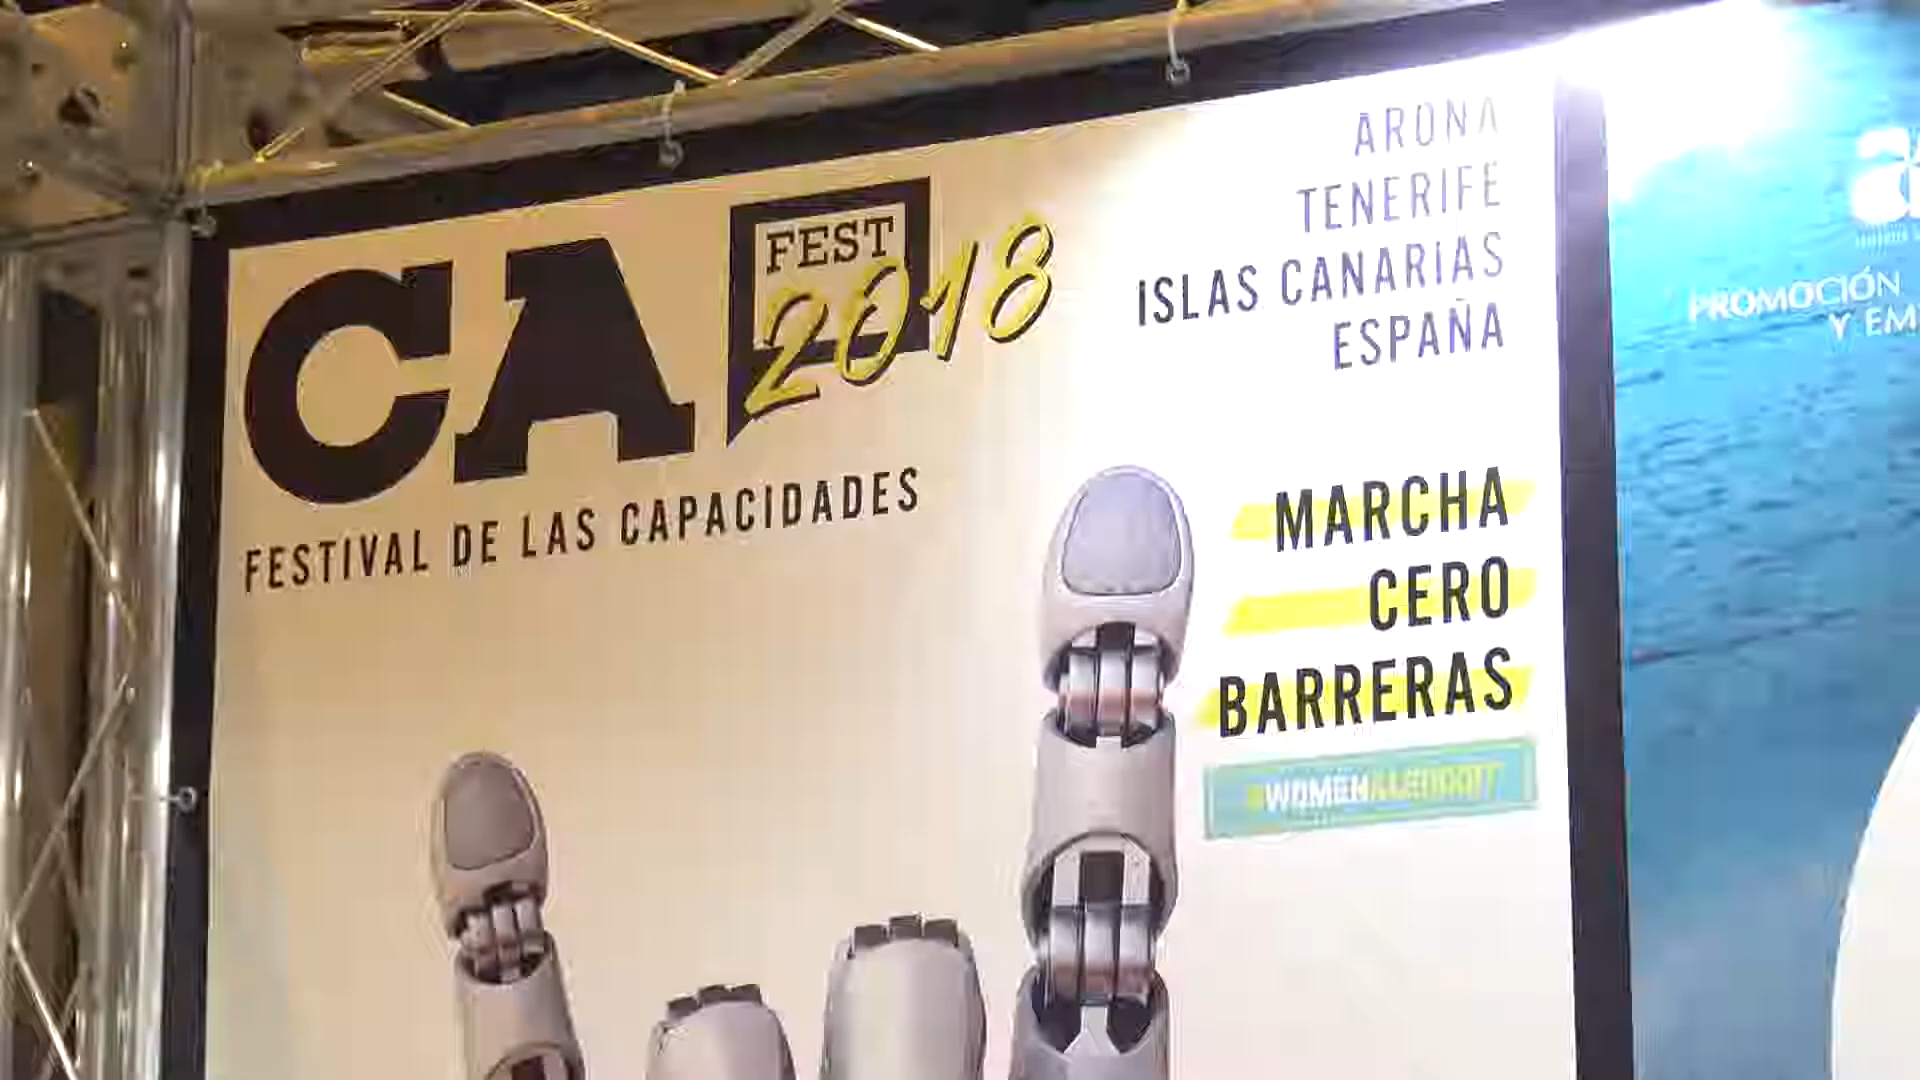 CA
FEST
2018
FESTIVAL DE LAS CAPACIDADES
ARONA
TENERIFE
ISLAS CANARIAS
ESPAÑA
MARCHA
CERO
BARRERAS
PROMOCIÓN
Y EM